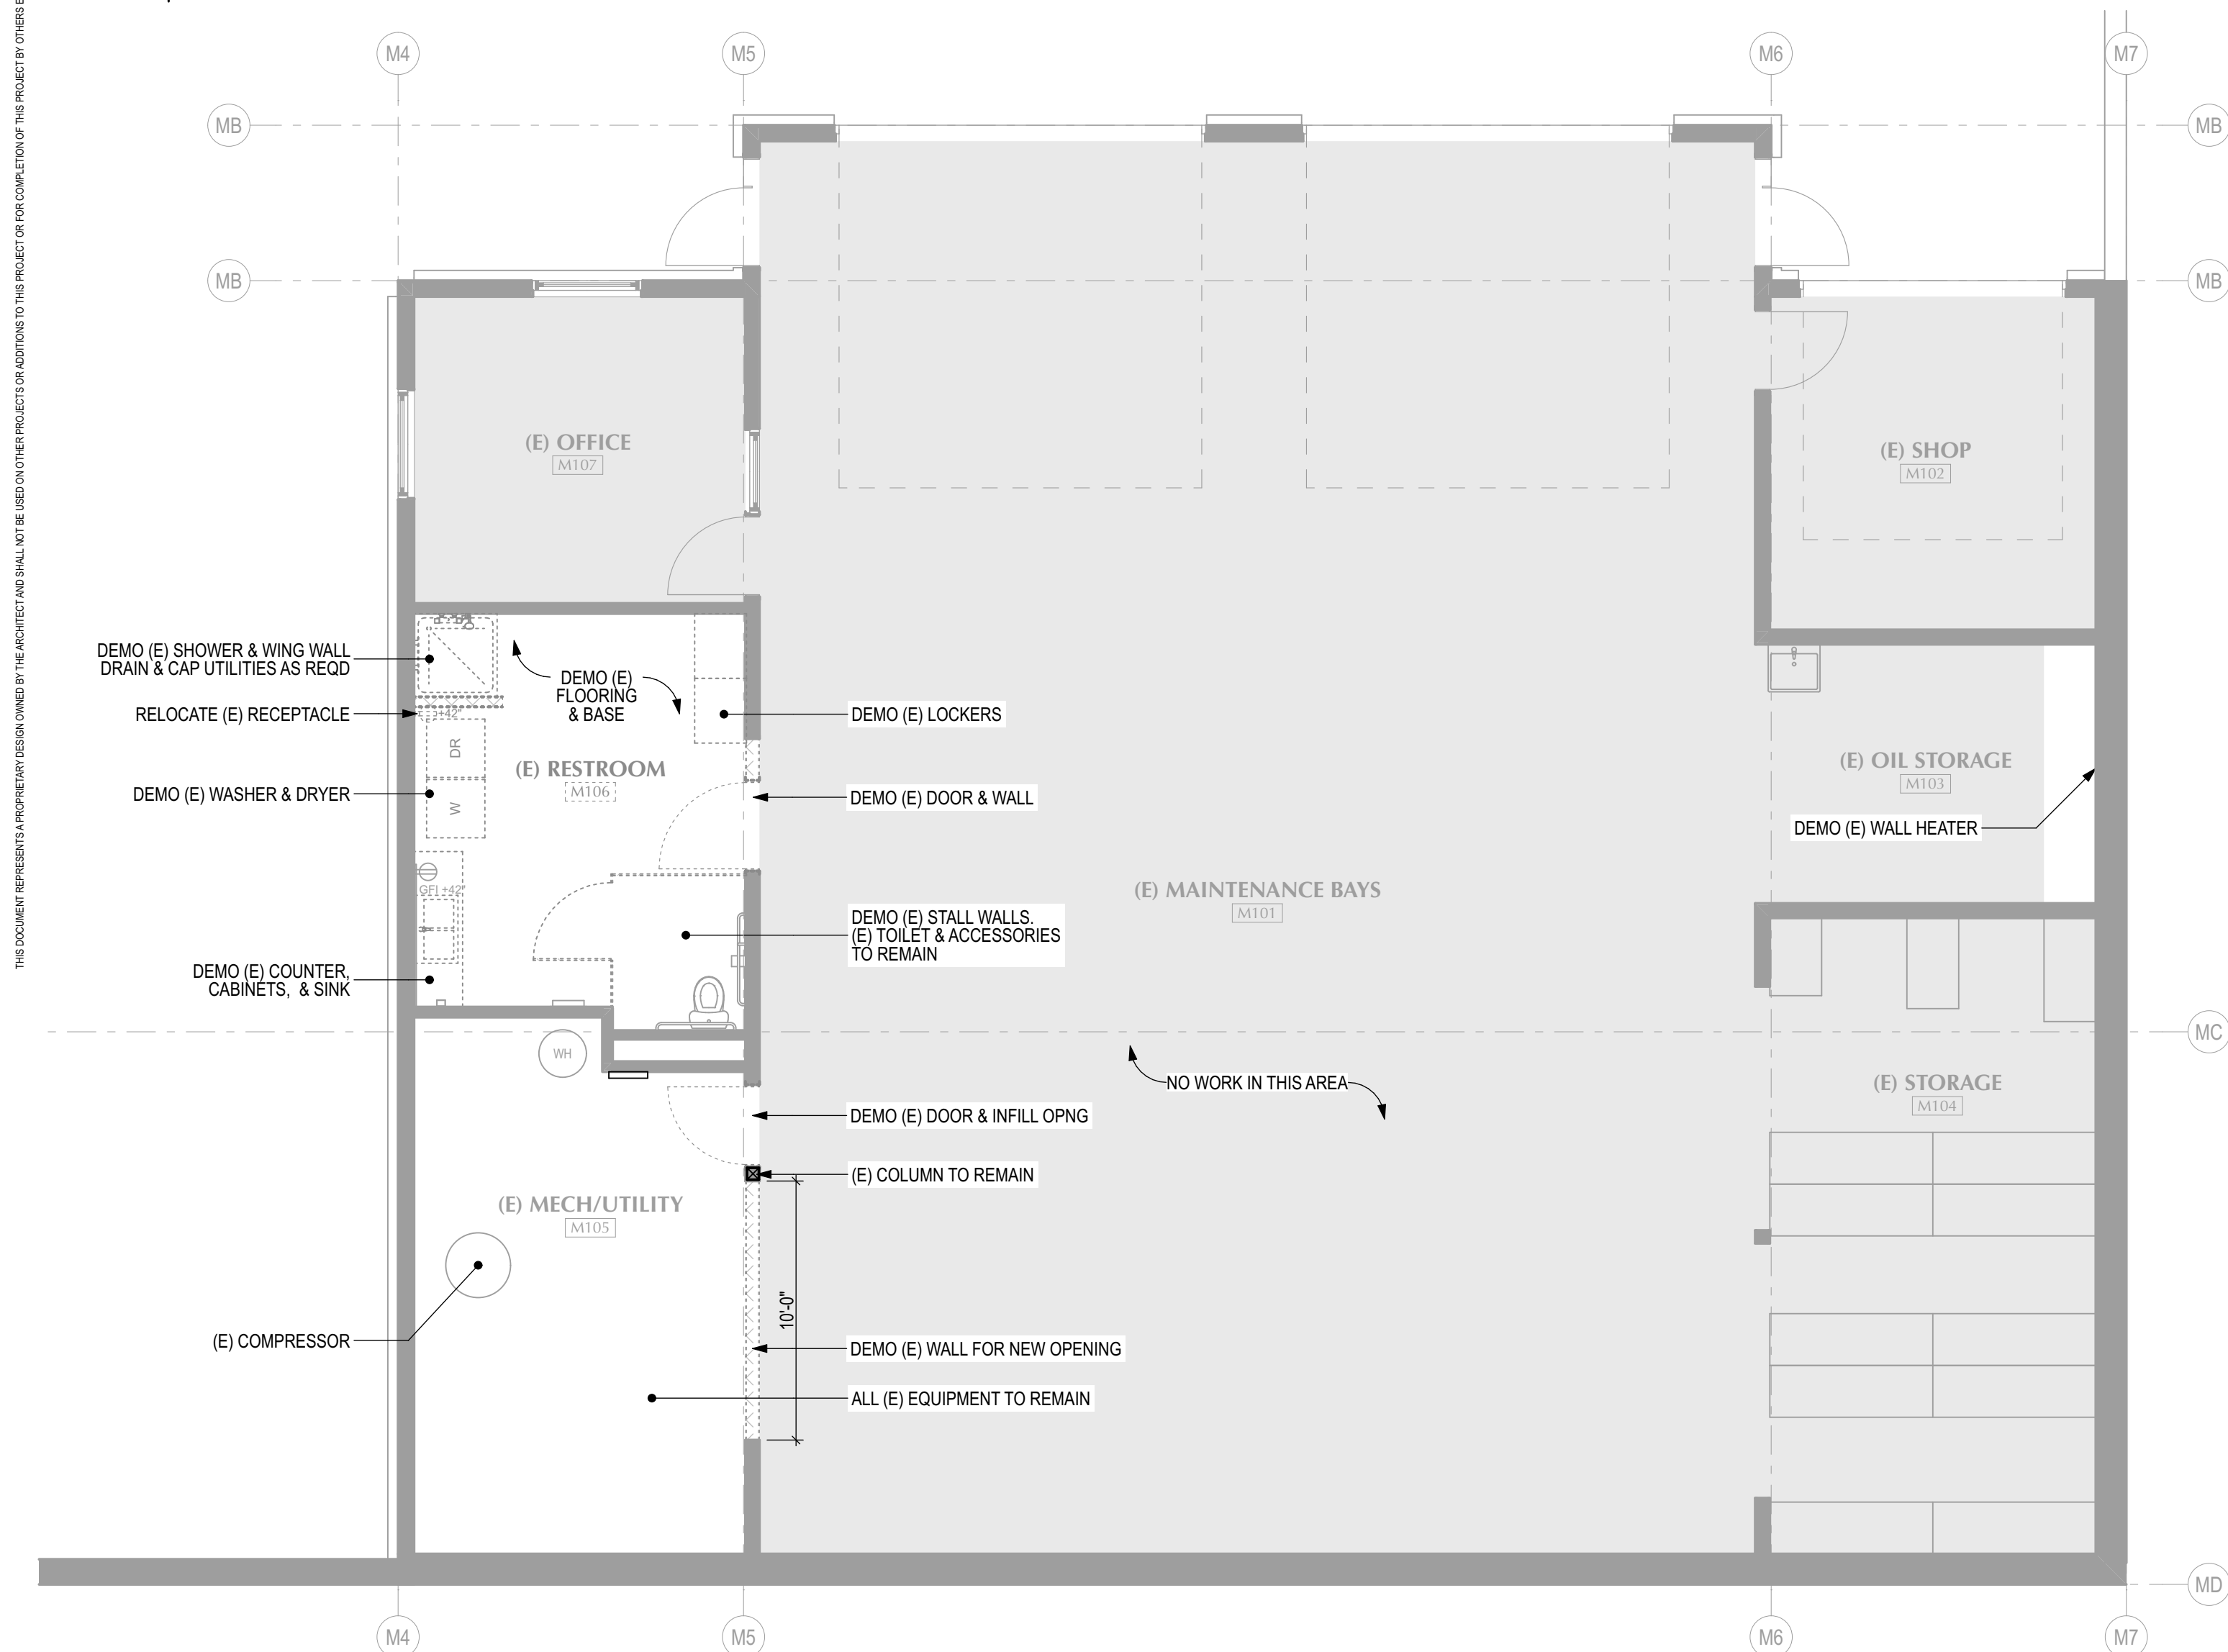 THIS DOCUMENT REPRESENTS A PROPRIETARY DESIGN OWNED BY THE ARCHITECT AND SHALL NOT BE USED ON OTHER PROJECTS OR ADDITIONS TO THIS PROJECT OR FOR COMPLETION OF THIS PROJECT BY OTHERS
M4
M5
M6
M7
MB
MB
MB
MB
(E) OFFICE
M107
(E) SHOP
M102
DEMO (E) SHOWER & WING WALL
DRAIN & CAP UTILITIES AS REQD
DEMO (E)
FLOORING
& BASE
RELOCATE (E) RECEPTACLE
+42"
DEMO (E) LOCKERS
DR
(E) RESTROOM
M106
(E) OIL STORAGE
M103
DEMO (E) WASHER & DRYER
W
DEMO (E) DOOR & WALL
DEMO (E) WALL HEATER
GFI +42"
(E) MAINTENANCE BAYS
M101
DEMO (E) STALL WALLS.
(E) TOILET & ACCESSORIES
TO REMAIN
DEMO (E) COUNTER,
CABINETS, & SINK
MC
WH
NO WORK IN THIS AREA
(E) STORAGE
M104
DEMO (E) DOOR & INFILL OPNG
(E) COLUMN TO REMAIN
(E) MECH/UTILITY
M105
10'-0"
(E) COMPRESSOR
DEMO (E) WALL FOR NEW OPENING
ALL (E) EQUIPMENT TO REMAIN
MD
M4
M5
M6
M7